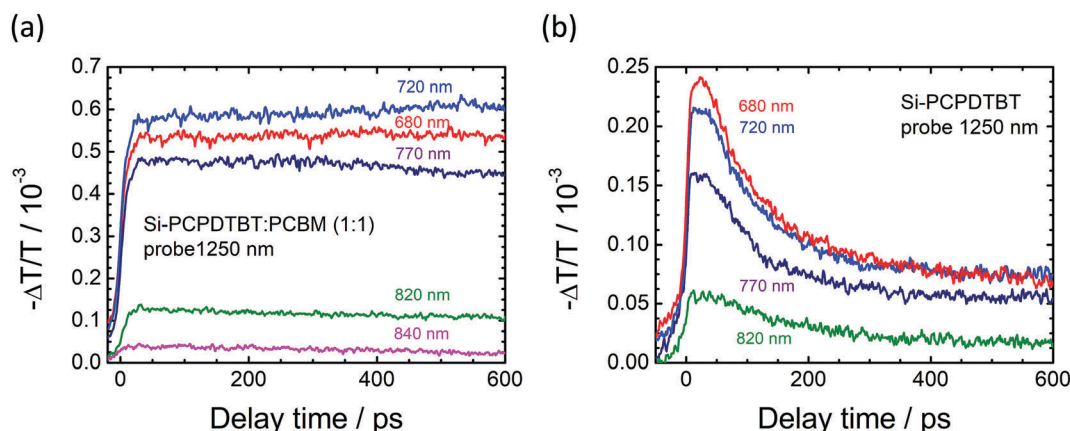 (a)
(b)
0.7
0.6
0.5
0.4
0.3
0.2
0.1
0.0
-ΔT/T / 10⁻³
720 nm
680 nm
770 nm
Si-PCPDTBT:PCBM (1:1)
probe1250 nm
820 nm
840 nm
0 200 400 600
Delay time / ps
0.25
0.20
0.15
0.10
0.05
0.00
-ΔT/T / 10⁻³
680 nm
720 nm
Si-PCPDTBT
probe 1250 nm
770 nm
820 nm
0 200 400 600
Delay time / ps